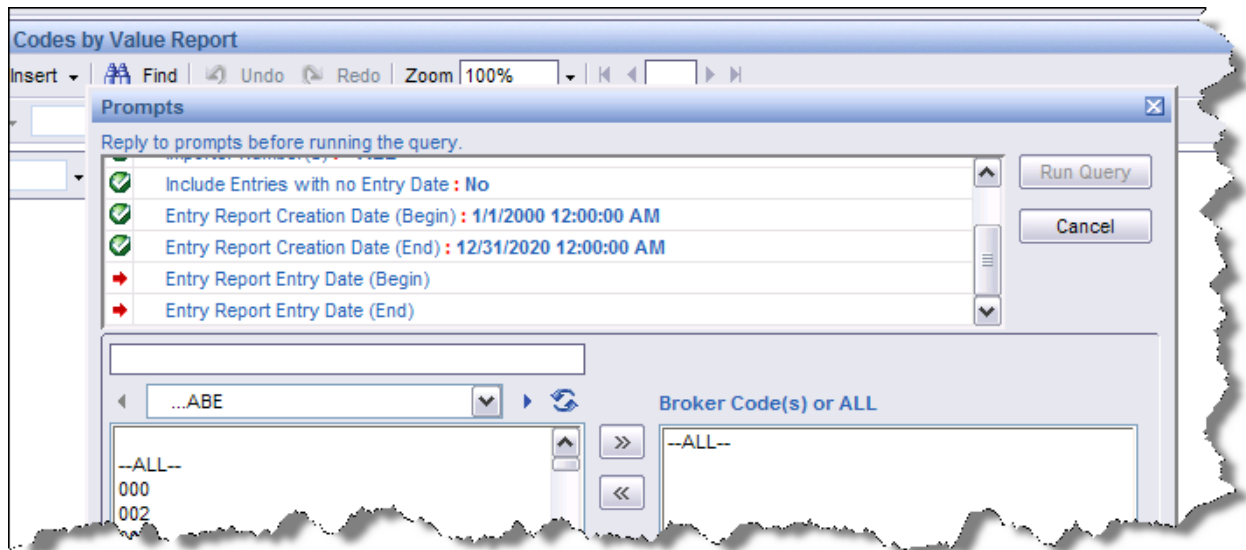 Codes by Value Report
Insert Find Undo Redo Zoom 100%
Prompts
Reply to prompts before running the query.
Include Entries with no Entry Date : No
Run Query
Entry Report Creation Date (Begin) : 1/1/2000 12:00:00 AM
Cancel
Entry Report Creation Date (End) : 12/31/2020 12:00:00 AM
Entry Report Entry Date (Begin)
Entry Report Entry Date (End)
...ABE
Broker Code(s) or ALL
--ALL--
--ALL--
000
002